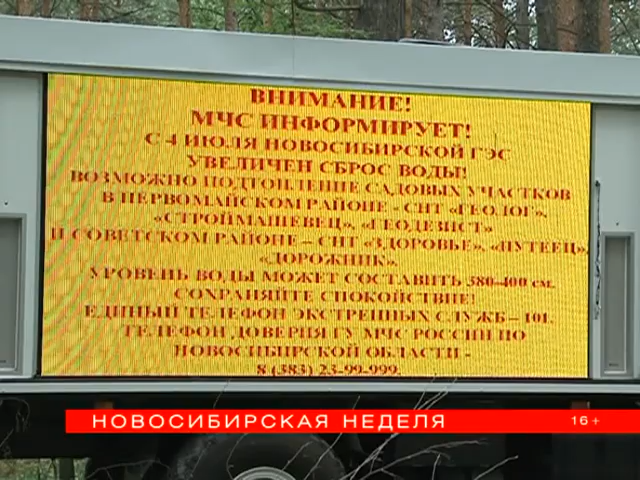 ВНИМАНИЕ!
МЧС ИНФОРМИРУЕТ!
С 4 ИЮЛЯ НОВОСИБИРСКОЙ ГЭС
УВЕЛИЧЕН СБРОС ВОДЫ!
ВОЗМОЖНО ПОДТОПЛЕНИЕ САДОВЫХ УЧАСТКОВ
В ПЕРВОМАЙСКОМ РАЙОНЕ - СНТ «ГЕОЛОГ»,
«СТРОЙМАШЕВЕЦ», «ГЕОДЕЗИСТ»
И СОВЕТСКОМ РАЙОНЕ – СНТ «ЗДОРОВЬЕ», «ПУТЕЕЦ»,
«ДОРОЖНИК».
УРОВЕНЬ ВОДЫ МОЖЕТ СОСТАВИТЬ 380-400 см.
СОХРАНЯЙТЕ СПОКОЙСТВИЕ!
ЕДИНЫЙ ТЕЛЕФОН ЭКСТРЕННЫХ СЛУЖБ – 101.
ТЕЛЕФОН ДОВЕРИЯ ГУ МЧС РОССИИ ПО
НОВОСИБИРСКОЙ ОБЛАСТИ -
8 (383) 23-99-999.
НОВОСИБИРСКАЯ НЕДЕЛЯ 16+